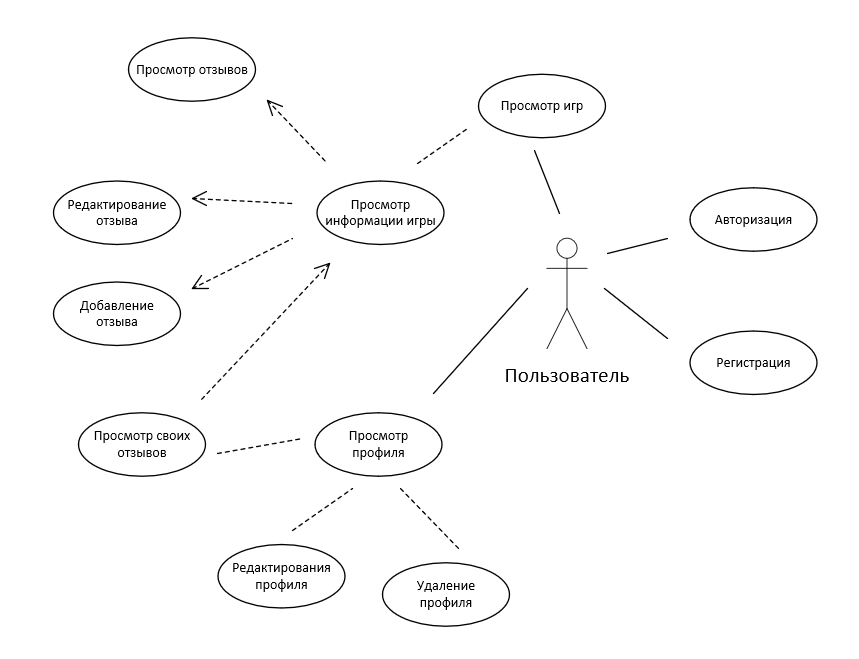 Просмотр отзывов
Просмотр игр
Редактирование
отзыва
Просмотр
информации игры
Авторизация
Добавление
отзыва
Регистрация
Пользователь
Просмотр своих
отзывов
Просмотр
профиля
Редактирования
профиля
Удаление
профиля